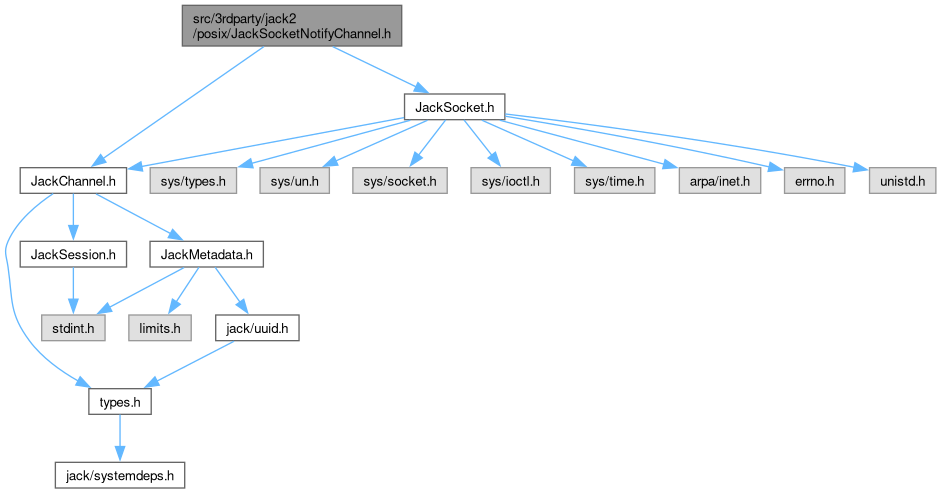 src/3rdparty/jack2
/posix/JackSocketNotifyChannel.h
JackSocket.h
JackChannel.h
sys/types.h
sys/un.h
sys/socket.h
sys/ioctl.h
sys/time.h
arpa/inet.h
errno.h
unistd.h
JackSession.h
JackMetadata.h
stdint.h
limits.h
jack/uuid.h
types.h
jack/systemdeps.h